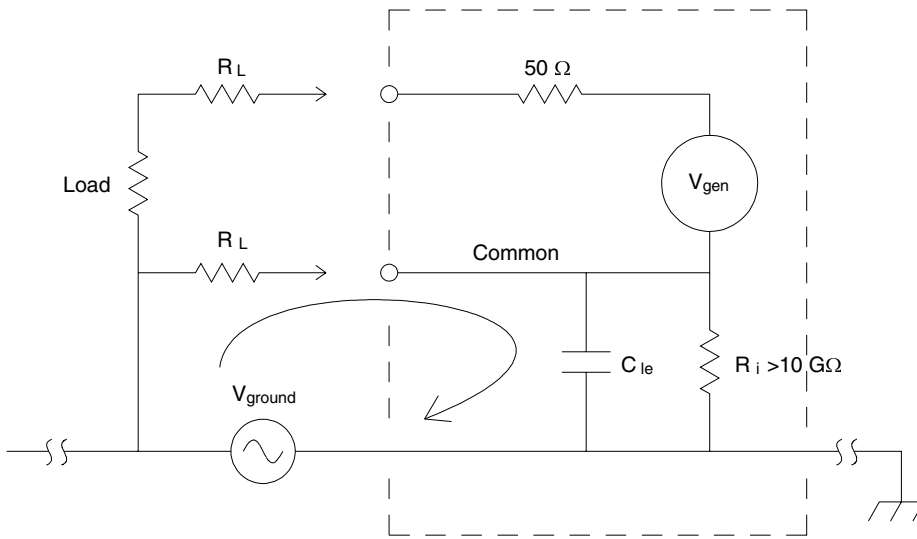 R L
50 Ω
Load
V gen
R L
Common
C le
R i >10 GΩ
V ground